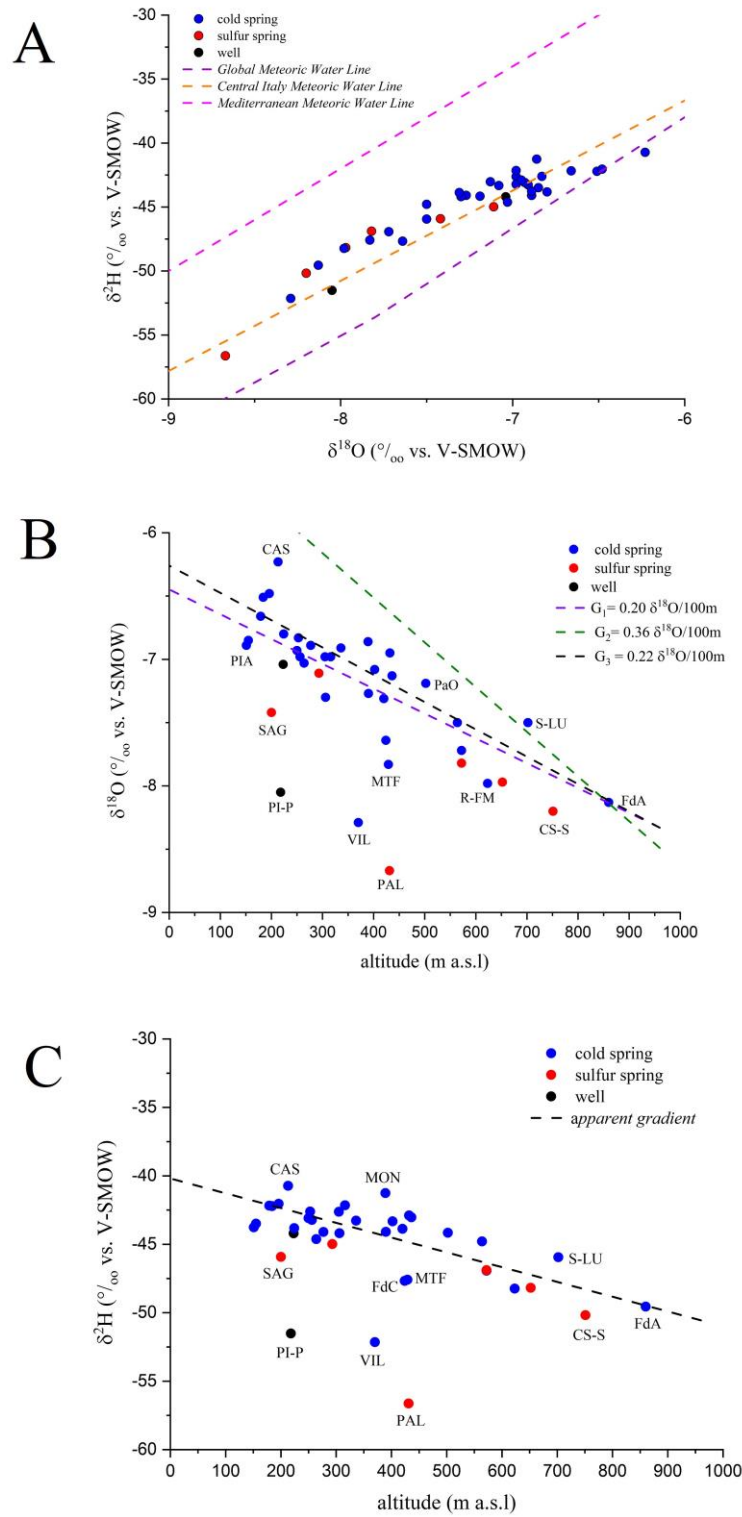 A
cold spring
sulfur spring
well
Global Meteoric Water Line
Central Italy Meteoric Water Line
Mediterranean Meteoric Water Line
-30
-35
-40
-45
-50
-55
-60
δ²H (°/oo vs. V-SMOW)
-9
-8
-7
-6
δ¹⁸O (°/oo vs. V-SMOW)
B
cold spring
sulfur spring
well
G₁= 0.20 δ¹⁸O/100m
G₂= 0.36 δ¹⁸O/100m
G₃= 0.22 δ¹⁸O/100m
-6
-7
-8
-9
δ¹⁸O (°/oo vs. V-SMOW)
CAS
PIA
PaO
SAG
S-LU
MTF
R-FM
FdA
PI-P
VIL
CS-S
PAL
0
100
200
300
400
500
600
700
800
900
1000
altitude (m a.s.l)
C
cold spring
sulfur spring
well
apparent gradient
-30
-35
-40
-45
-50
-55
-60
δ²H (°/oo vs. V-SMOW)
CAS
MON
SAG
S-LU
FdC
MTF
FdA
PI-P
VIL
CS-S
PAL
0
100
200
300
400
500
600
700
800
900
1000
altitude (m a.s.l)